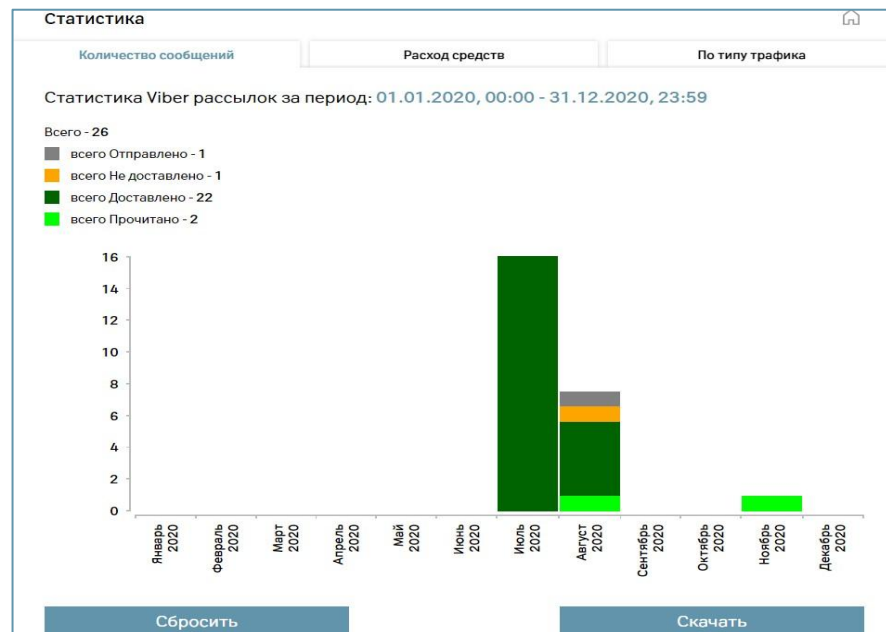 Статистика
Количество сообщений
Расход средств
По типу трафика
Статистика Viber рассылок за период: 01.01.2020, 00:00 - 31.12.2020, 23:59
Всего - 26
всего Отправлено - 1
всего Не доставлено - 1
всего Доставлено - 22
всего Прочитано - 2
16
14
12
10
8
6
4
2
0
Январь 2020
Февраль 2020
Март 2020
Апрель 2020
Май 2020
Июнь 2020
Июль 2020
Август 2020
Сентябрь 2020
Октябрь 2020
Ноябрь 2020
Декабрь 2020
Сбросить
Скачать